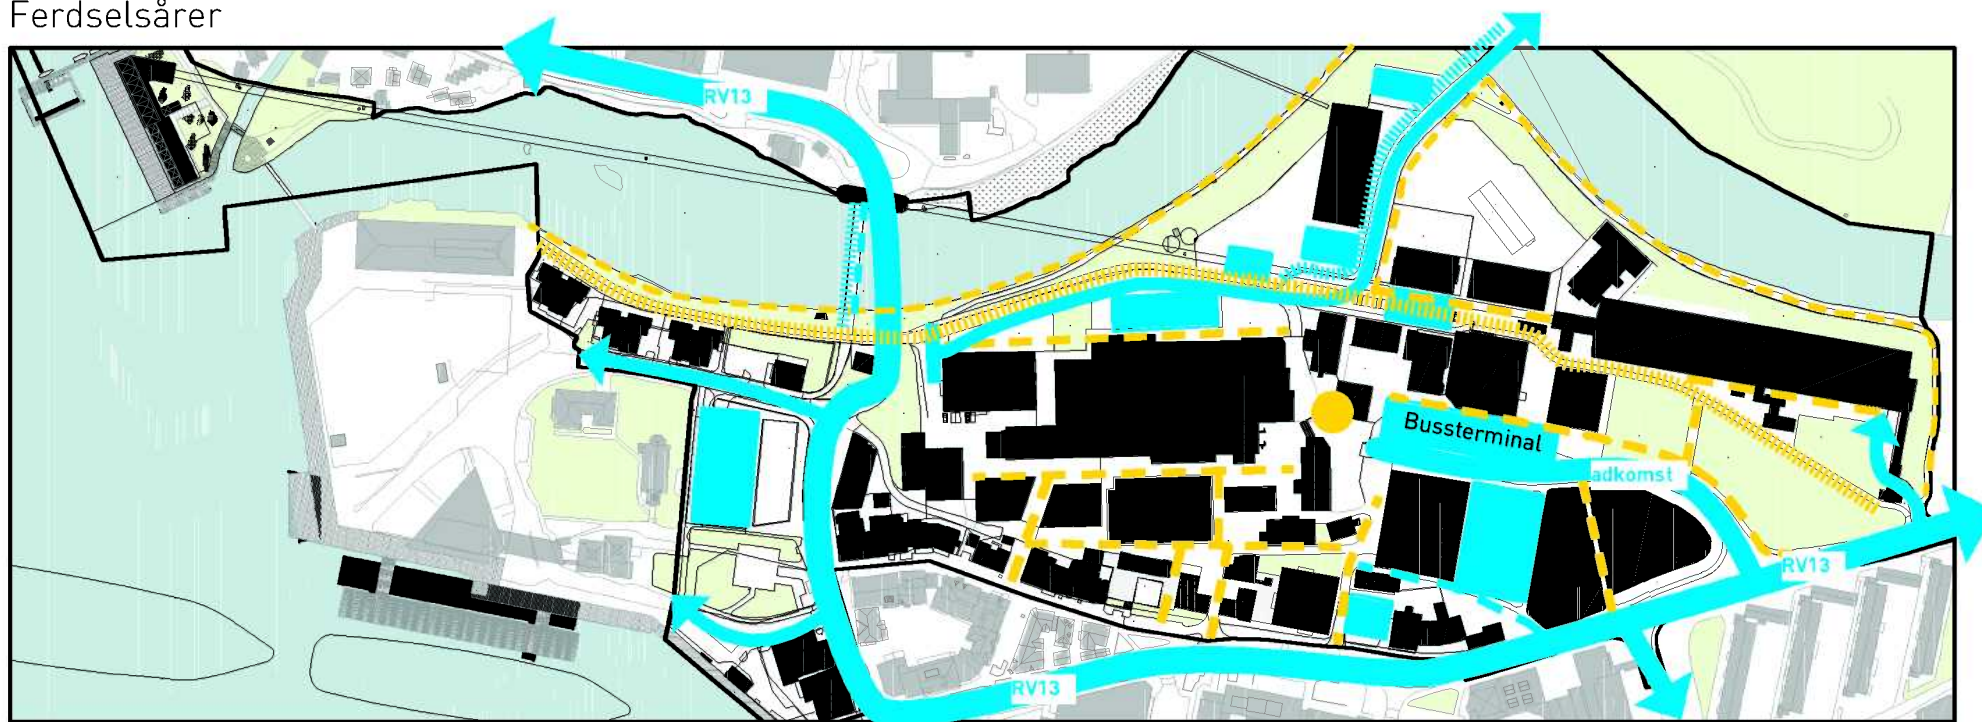 Ferdselsårer
RV13
Bussterminal
adkomst
RV13
RV13